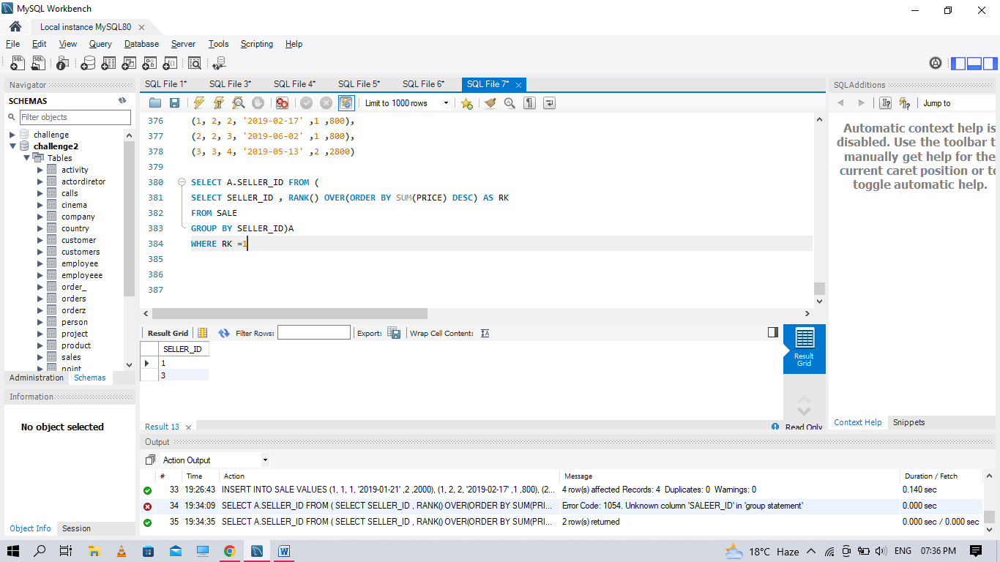 MySQL Workbench
Local instance MySQL80
File Edit View Query Database Server Tools Scripting Help
Navigator
SCHEMAS
Filter objects
challenge
challenge2
Tables
activity
actordiretor
calls
cinema
company
country
customer
customers
employee
employeee
order_
orders
orderz
person
project
product
sales
point
Administration Schemas
Information
No object selected
Object Info Session
SQL File 1* SQL File 3* SQL File 4* SQL File 5* SQL File 6* SQL File 7*
Limit to 1000 rows
376 (1, 2, 2, '2019-02-17' ,1 ,800),
377 (2, 2, 3, '2019-06-02' ,1 ,800),
378 (3, 3, 4, '2019-05-13' ,2 ,2800)
379
380 SELECT A.SELLER_ID FROM (
381 SELECT SELLER_ID , RANK() OVER(ORDER BY SUM(PRICE) DESC) AS RK
382 FROM SALE
383 GROUP BY SELLER_ID)A
384 WHERE RK =1
385
386
387
Result Grid Filter Rows: Export: Wrap Cell Content:
SELLER_ID
1
3
Result Grid
Result 13
Read Only
SQLAdditions
Jump to
Automatic context help is
disabled. Use the toolbar t
manually get help for the
current caret position or to
toggle automatic help.
Context Help Snippets
Output
Action Output
# Time Action Message Duration / Fetch
33 19:26:43 INSERT INTO SALE VALUES (1, 1, 1, '2019-01-21' ,2 ,2000), (1, 2, 2, '2019-02-17' ,1 ,800), (2... 4 row(s) affected Records: 4 Duplicates: 0 Warnings: 0 0.140 sec
34 19:34:09 SELECT A.SELLER_ID FROM ( SELECT SELLER_ID , RANK() OVER(ORDER BY SUM(PRI... Error Code: 1054. Unknown column 'SALEER_ID' in 'group statement' 0.000 sec
35 19:34:35 SELECT A.SELLER_ID FROM ( SELECT SELLER_ID , RANK() OVER(ORDER BY SUM(PRI... 2 row(s) returned 0.000 sec / 0.000 sec
18°C Haze ENG 07:36 PM